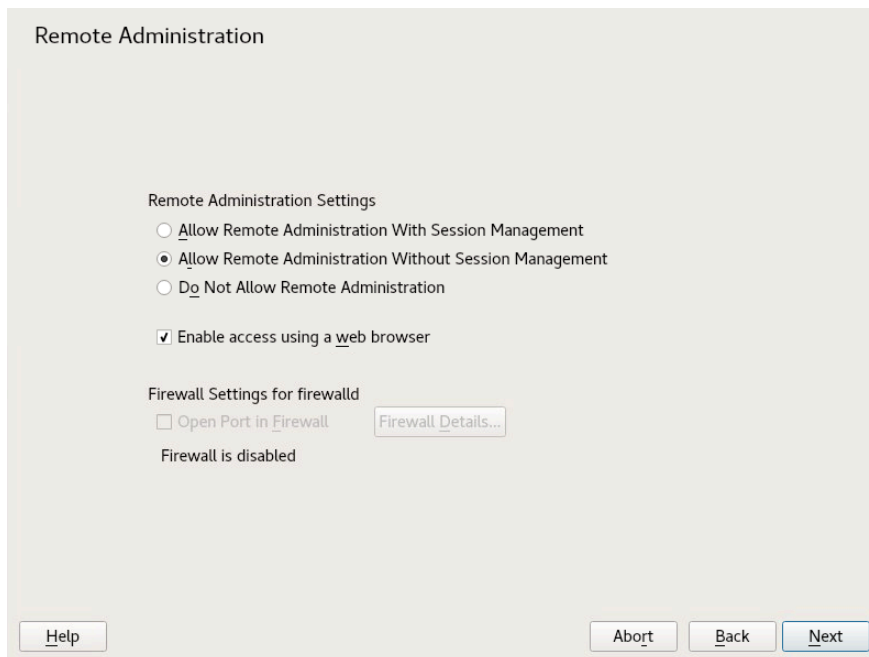 Remote Administration
Remote Administration Settings
Allow Remote Administration With Session Management
Allow Remote Administration Without Session Management
Do Not Allow Remote Administration
Enable access using a web browser
Firewall Settings for firewalld
Open Port in Firewall Firewall Details...
Firewall is disabled
Help Abort Back Next